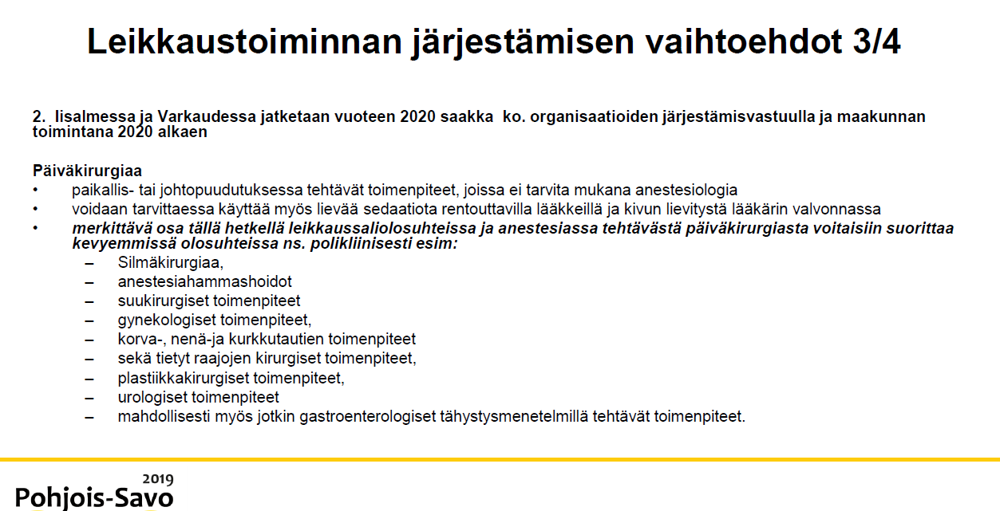 Leikkaustoiminnan järjestämisen vaihtoehdot 3/4
2. Iisalmessa ja Varkaudessa jatketaan vuoteen 2020 saakka ko. organisaatioiden järjestämisvastuulla ja maakunnan
toimintana 2020 alkaen
Päiväkirurgiaa
• paikallis- tai johtopuudutuksessa tehtävät toimenpiteet, joissa ei tarvita mukana anestesiologia
• voidaan tarvittaessa käyttää myös lievää sedaatiota rentouttavilla lääkkeillä ja kivun lievitystä lääkärin valvonnassa
• merkittävä osa tällä hetkellä leikkaussaliolosuhteissa ja anestesiassa tehtävästä päiväkirurgiasta voitaisiin suorittaa
kevyemmissä olosuhteissa ns. polikliinisesti esim:
– Silmäkirurgiaa,
– anestesiahammashoidot
– suukirurgiset toimenpiteet
– gynekologiset toimenpiteet,
– korva-, nenä-ja kurkkutautien toimenpiteet
– sekä tietyt raajojen kirurgiset toimenpiteet,
– plastiikkakirurgiset toimenpiteet,
– urologiset toimenpiteet
– mahdollisesti myös jotkin gastroenterologiset tähystysmenetelmillä tehtävät toimenpiteet.
2019
Pohjois-Savo